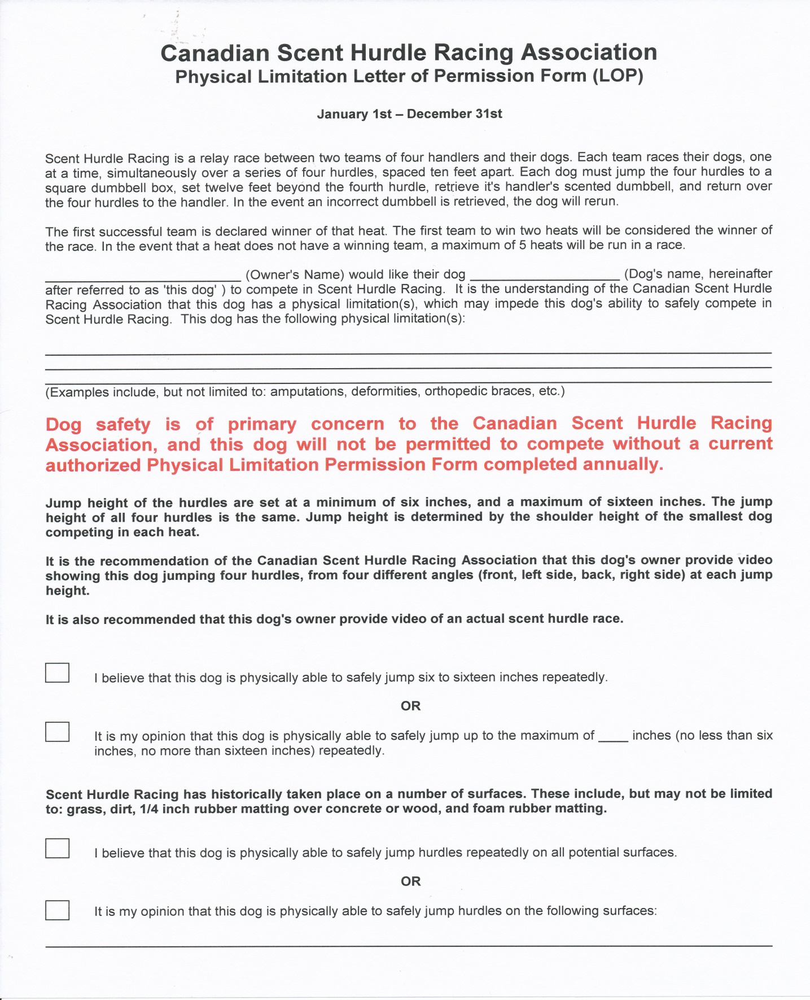 Canadian Scent Hurdle Racing Association
Physical Limitation Letter of Permission Form (LOP)
January 1st – December 31st
Scent Hurdle Racing is a relay race between two teams of four handlers and their dogs. Each team races their dogs, one
at a time, simultaneously over a series of four hurdles, spaced ten feet apart. Each dog must jump the four hurdles to a
square dumbbell box, set twelve feet beyond the fourth hurdle, retrieve it's handler's scented dumbbell, and return over
the four hurdles to the handler. In the event an incorrect dumbbell is retrieved, the dog will rerun.
The first successful team is declared winner of that heat. The first team to win two heats will be considered the winner of
the race. In the event that a heat does not have a winning team, a maximum of 5 heats will be run in a race.
____________________________ (Owner's Name) would like their dog _____________________ (Dog's name, hereinafter
after referred to as 'this dog' ) to compete in Scent Hurdle Racing. It is the understanding of the Canadian Scent Hurdle
Racing Association that this dog has a physical limitation(s), which may impede this dog's ability to safely compete in
Scent Hurdle Racing. This dog has the following physical limitation(s):
(Examples include, but not limited to: amputations, deformities, orthopedic braces, etc.)
Dog safety is of primary concern to the Canadian Scent Hurdle Racing
Association, and this dog will not be permitted to compete without a current
authorized Physical Limitation Permission Form completed annually.
Jump height of the hurdles are set at a minimum of six inches, and a maximum of sixteen inches. The jump
height of all four hurdles is the same. Jump height is determined by the shoulder height of the smallest dog
competing in each heat.
It is the recommendation of the Canadian Scent Hurdle Racing Association that this dog's owner provide video
showing this dog jumping four hurdles, from four different angles (front, left side, back, right side) at each jump
height.
It is also recommended that this dog's owner provide video of an actual scent hurdle race.
I believe that this dog is physically able to safely jump six to sixteen inches repeatedly.
OR
It is my opinion that this dog is physically able to safely jump up to the maximum of ____ inches (no less than six
inches, no more than sixteen inches) repeatedly.
Scent Hurdle Racing has historically taken place on a number of surfaces. These include, but may not be limited
to: grass, dirt, 1/4 inch rubber matting over concrete or wood, and foam rubber matting.
I believe that this dog is physically able to safely jump hurdles repeatedly on all potential surfaces.
OR
It is my opinion that this dog is physically able to safely jump hurdles on the following surfaces: